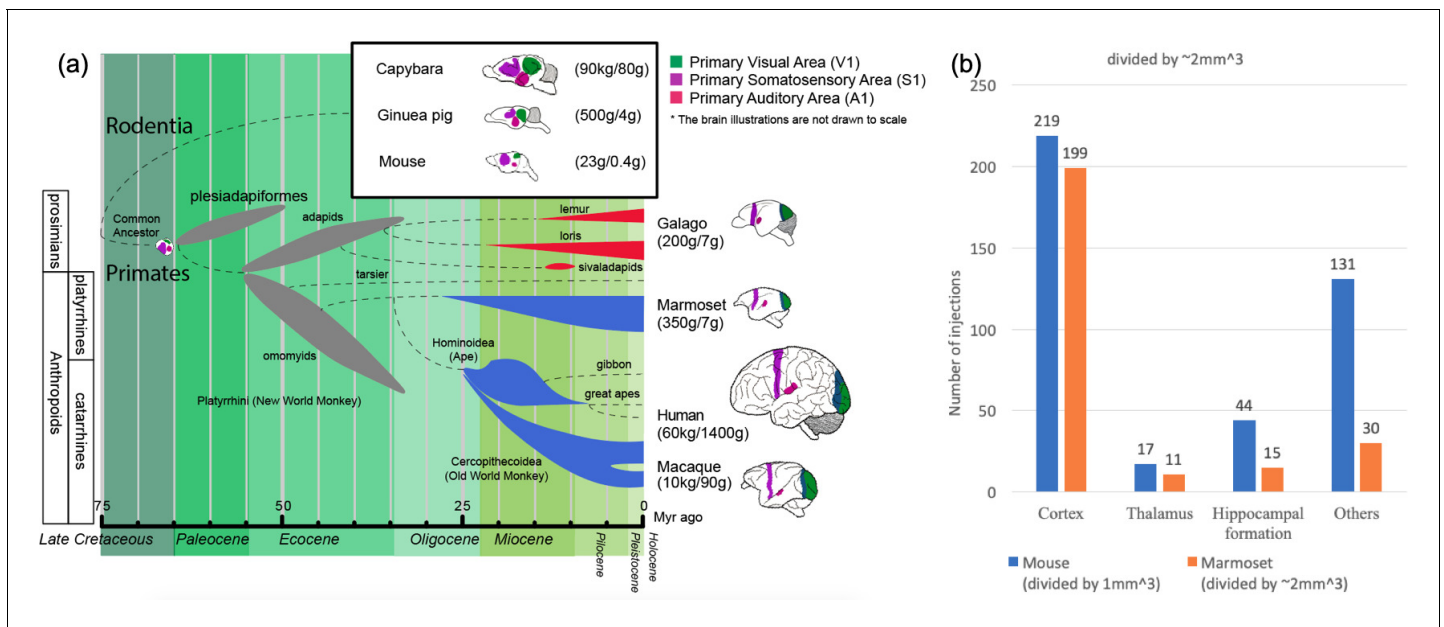 (a)
Capybara
(90kg/80g)
Ginuea pig
(500g/4g)
Mouse
(23g/0.4g)
Primary Visual Area (V1)
Primary Somatosensory Area (S1)
Primary Auditory Area (A1)
* The brain illustrations are not drawn to scale
Rodentia
prosimians
plesiadapiformes
Common
Ancestor
adapids
lemur
loris
sivaladapids
Galago
(200g/7g)
Primates
tarsier
Anthropoids
platyrrhines
catarrhines
Marmoset
(350g/7g)
omomyids
Hominoidea
(Ape)
gibbon
great apes
Platyrrhini (New World Monkey)
Human
(60kg/1400g)
Cercopithecoidea
(Old World Monkey)
Macaque
(10kg/90g)
75
50
25
0
Myr ago
Late Cretaceous
Paleocene
Ecocene
Oligocene
Miocene
Pilocene
Pleistocene
Holocene
(b)
divided by ~2mm^3
Number of injections
250
200
150
100
50
0
219
199
17
11
44
15
131
30
Cortex
Thalamus
Hippocampal
formation
Others
Mouse
(divided by 1mm^3)
Marmoset
(divided by ~2mm^3)